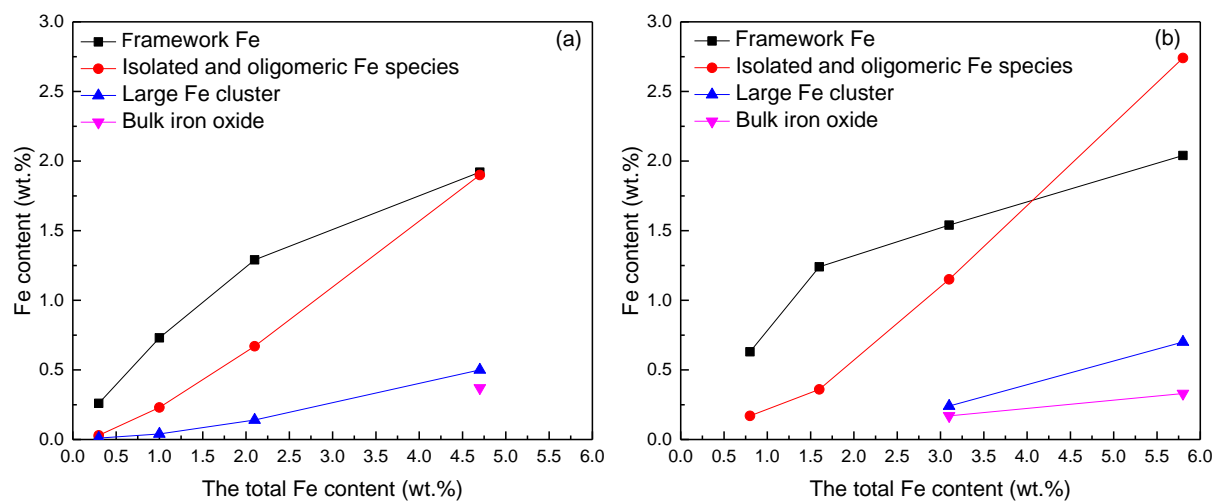 (a)
Framework Fe
Isolated and oligomeric Fe species
Large Fe cluster
Bulk iron oxide
3.0
2.5
2.0
1.5
1.0
0.5
0.0
Fe content (wt.%)
0.0 0.5 1.0 1.5 2.0 2.5 3.0 3.5 4.0 4.5 5.0 5.5 6.0
The total Fe content (wt.%)
(b)
Framework Fe
Isolated and oligomeric Fe species
Large Fe cluster
Bulk iron oxide
3.0
2.5
2.0
1.5
1.0
0.5
0.0
Fe content (wt.%)
0.0 0.5 1.0 1.5 2.0 2.5 3.0 3.5 4.0 4.5 5.0 5.5 6.0
The total Fe content (wt.%)